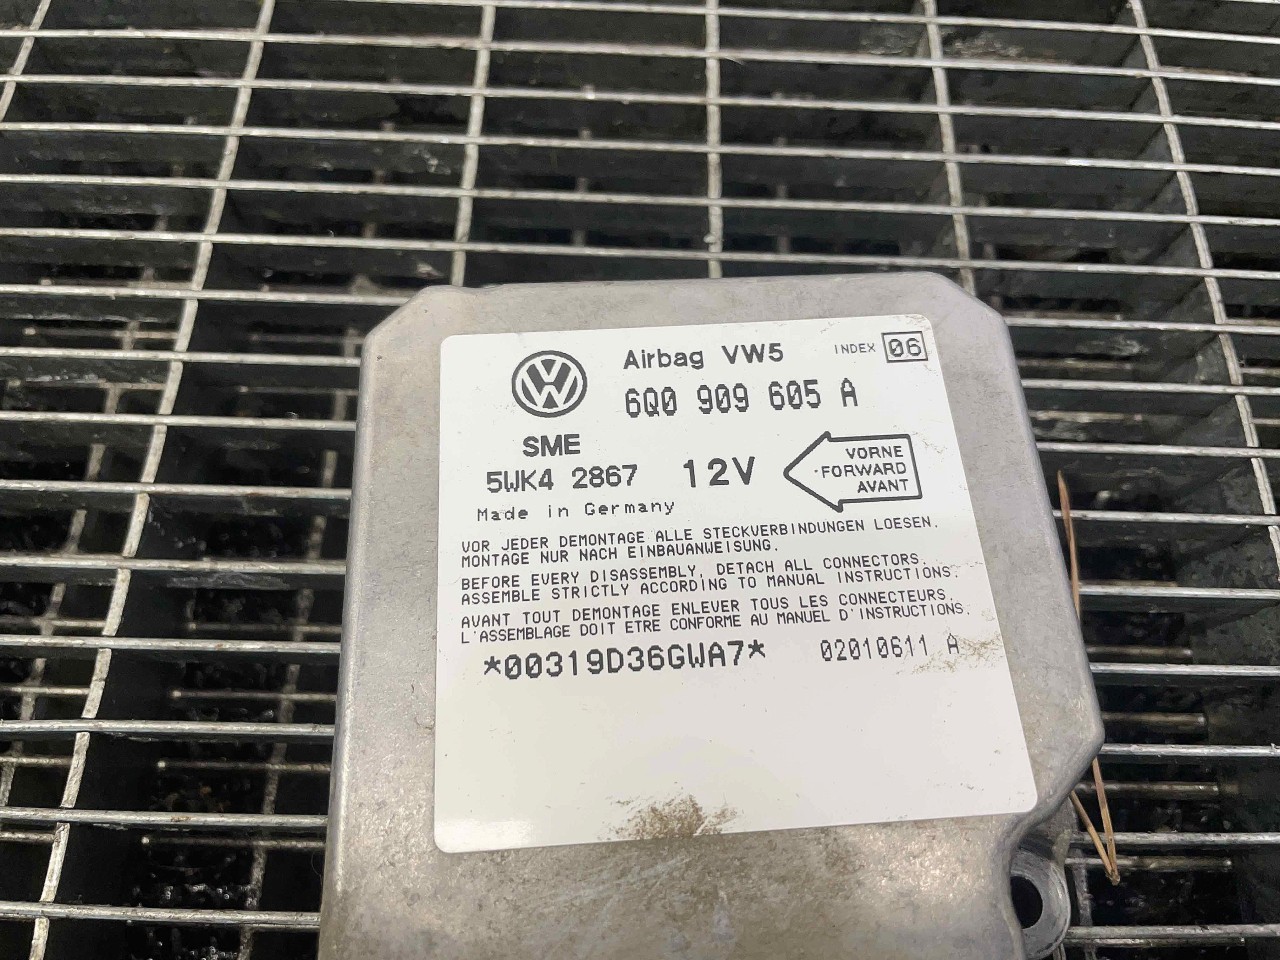 Airbag VW5
INDEX 06
6Q0 909 605 A
SME
5WK4 2867 12V
VORNE
FORWARD
AVANT
Made in Germany
VOR JEDER DEMONTAGE ALLE STECKVERBINDUNGEN LOESEN.
MONTAGE NUR NACH EINBAUANWEISUNG.
BEFORE EVERY DISASSEMBLY, DETACH ALL CONNECTORS.
ASSEMBLE STRICTLY ACCORDING TO MANUAL INSTRUCTIONS.
AVANT TOUT DEMONTAGE ENLEVER TOUS LES CONNECTEURS.
L'ASSEMBLAGE DOIT ETRE CONFORME AU MANUEL D'INSTRUCTIONS.
*00319D36GWA7* 02010611 A